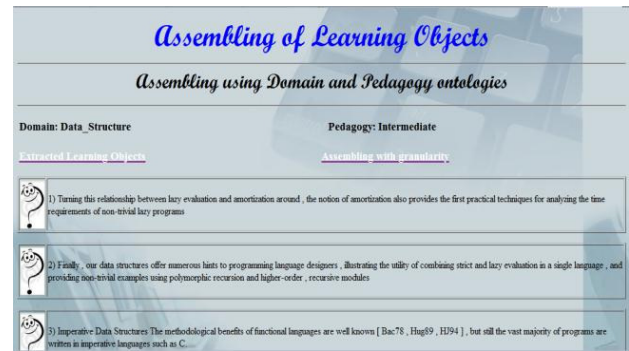 Assembling of Learning Objects
Assembling using Domain and Pedagogy ontologies
Domain: Data_Structure Pedagogy: Intermediate
Extracted Learning Objects Assembling with granularity
1) Turning this relationship between lazy evaluation and amortization around , the notion of amortization also provides the first practical techniques for analyzing the time
requirements of non-trivial lazy programs
2) Finally , our data structures offer numerous hints to programming language designers , illustrating the utility of combining strict and lazy evaluation in a single language , and
providing non-trivial examples using polymorphic recursion and higher-order , recursive modules
3) Imperative Data Structures The methodological benefits of functional languages are well known [ Bac78 , Hug89 , HJ94 ] , but still the vast majority of programs are
written in imperative languages such as C